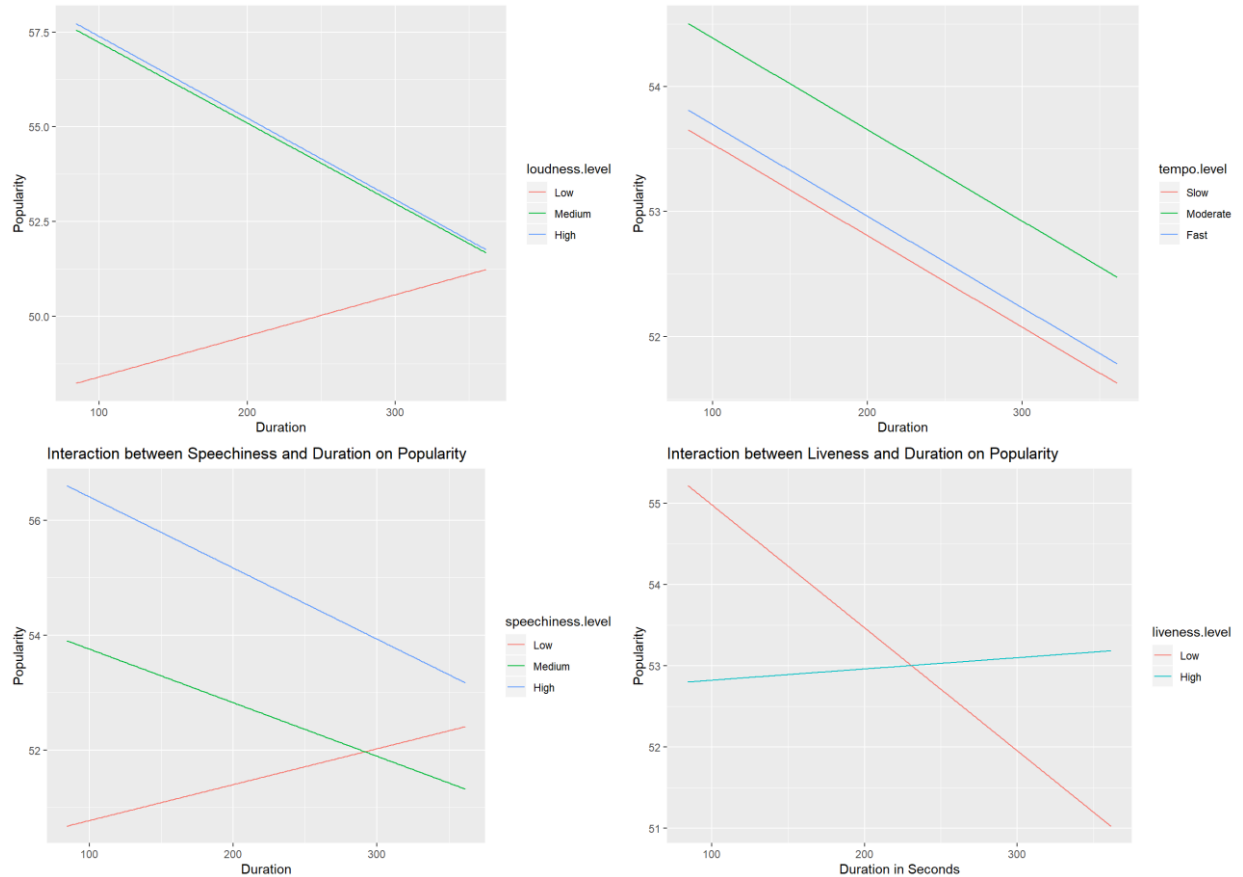 57.5
55.0
52.5
50.0
Popularity
100
200
300
Duration
loudness.level
Low
Medium
High
54
53
52
Popularity
100
200
300
Duration
tempo.level
Slow
Moderate
Fast
Interaction between Speechiness and Duration on Popularity
56
54
52
Popularity
100
200
300
Duration
speechiness.level
Low
Medium
High
Interaction between Liveness and Duration on Popularity
55
54
53
52
51
Popularity
100
200
300
Duration in Seconds
liveness.level
Low
High